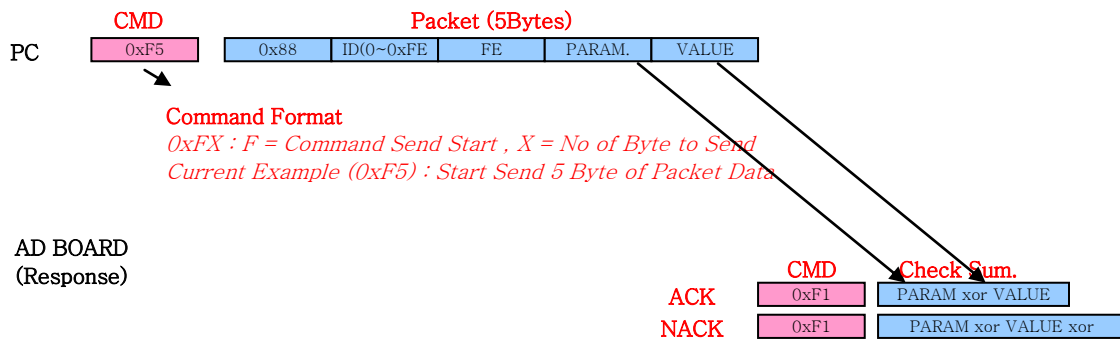 CMD Packet (5Bytes)
PC 0xF5 0x88 ID(0~0xFE FE PARAM. VALUE
Command Format
0xFX : F = Command Send Start , X = No of Byte to Send
Current Example (0xF5) : Start Send 5 Byte of Packet Data
AD BOARD
(Response)
CMD Check Sum.
ACK 0xF1 PARAM xor VALUE
NACK 0xF1 PARAM xor VALUE xor